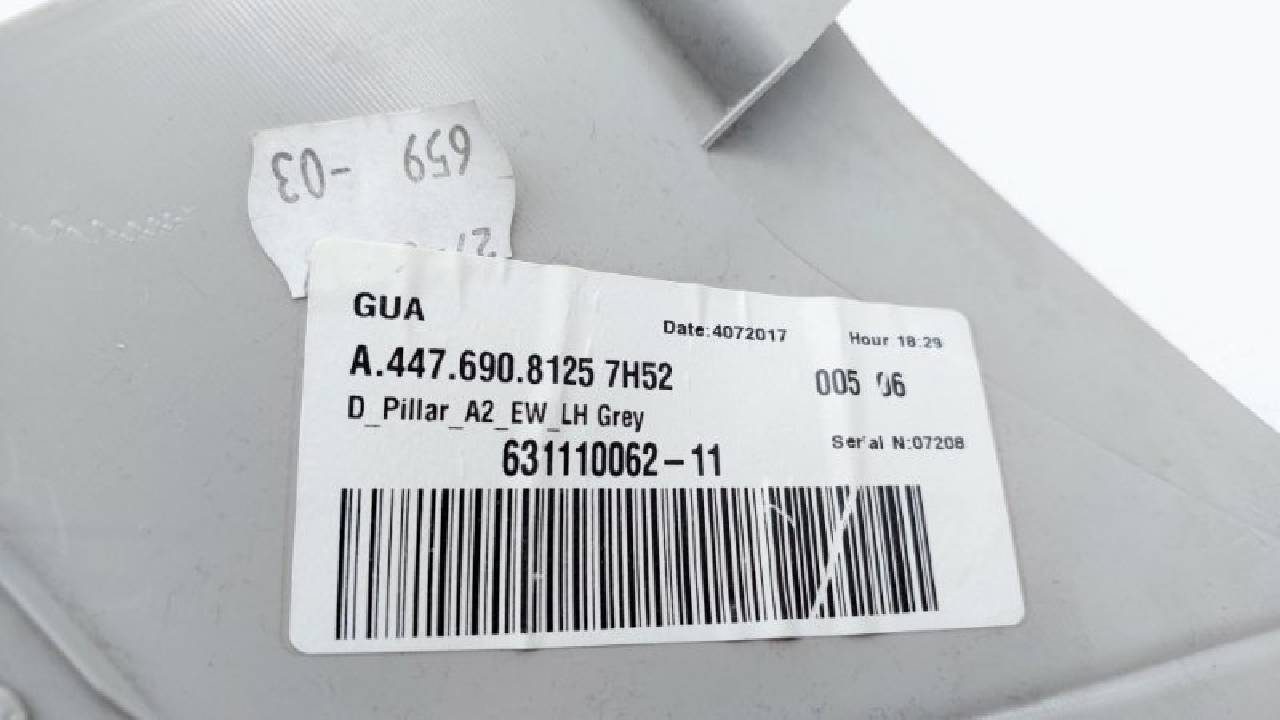 659 -03
GUA
Date:4072017
Hour 18:29
A.447.690.8125 7H52
005 06
D_Pillar_A2_EW_LH Grey
Serial N:07208
631110062-11